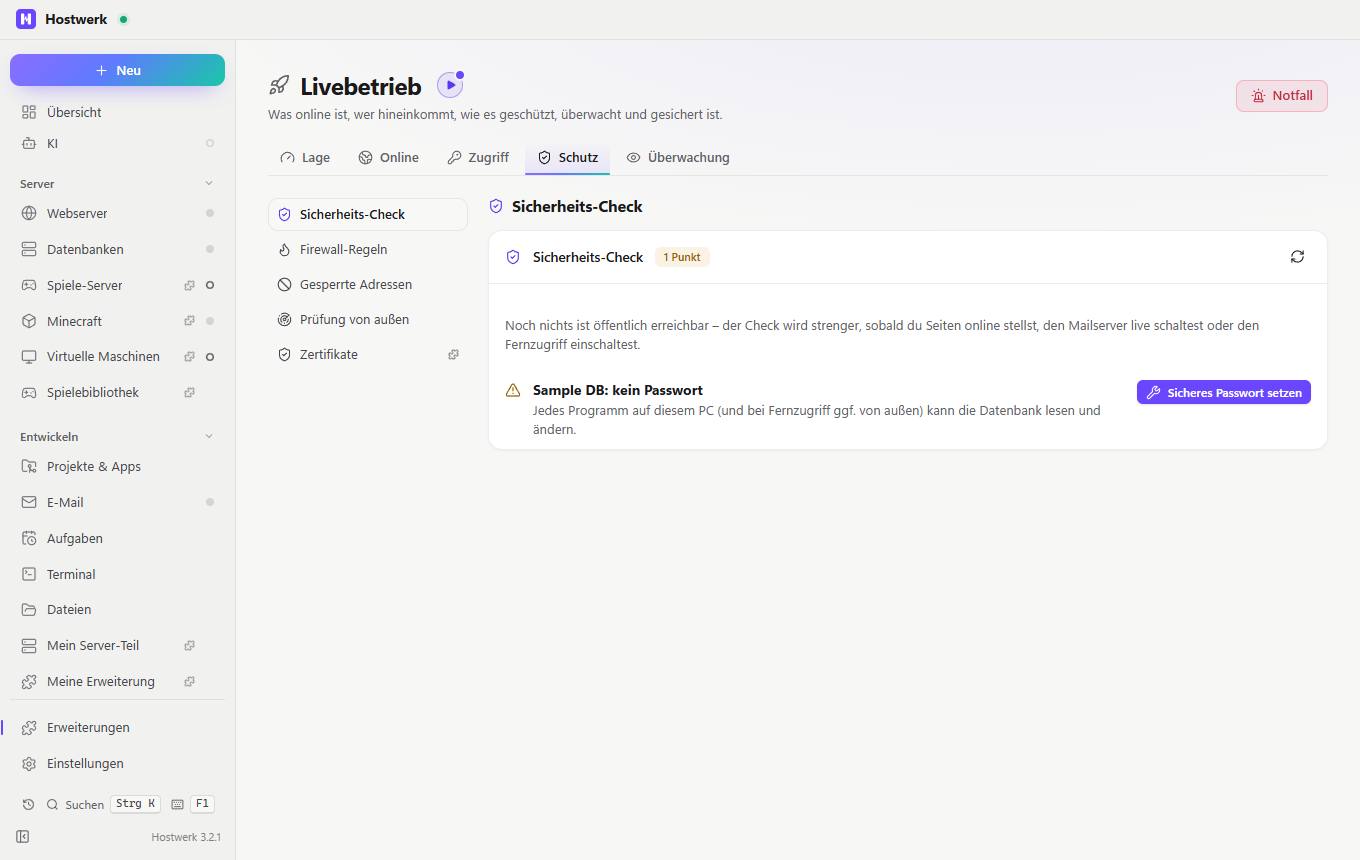 Hostwerk
Neu
Übersicht
KI
Server
Webserver
Datenbanken
Spiele-Server
Minecraft
Virtuelle Maschinen
Spielebibliothek
Entwickeln
Projekte & Apps
E-Mail
Aufgaben
Terminal
Dateien
Mein Server-Teil
Meine Erweiterung
Erweiterungen
Einstellungen
Suchen Strg K F1
Hostwerk 3.2.1
Livebetrieb
Was online ist, wer hineinkommt, wie es geschützt, überwacht und gesichert ist.
Notfall
Lage Online Zugriff Schutz Überwachung
Sicherheits-Check
Firewall-Regeln
Gesperrte Adressen
Prüfung von außen
Zertifikate
Sicherheits-Check
Sicherheits-Check 1 Punkt
Noch nichts ist öffentlich erreichbar – der Check wird strenger, sobald du Seiten online stellst, den Mailserver live schaltest oder den
Fernzugriff einschaltest.
Sample DB: kein Passwort
Jedes Programm auf diesem PC (und bei Fernzugriff ggf. von außen) kann die Datenbank lesen und
ändern.
Sicheres Passwort setzen